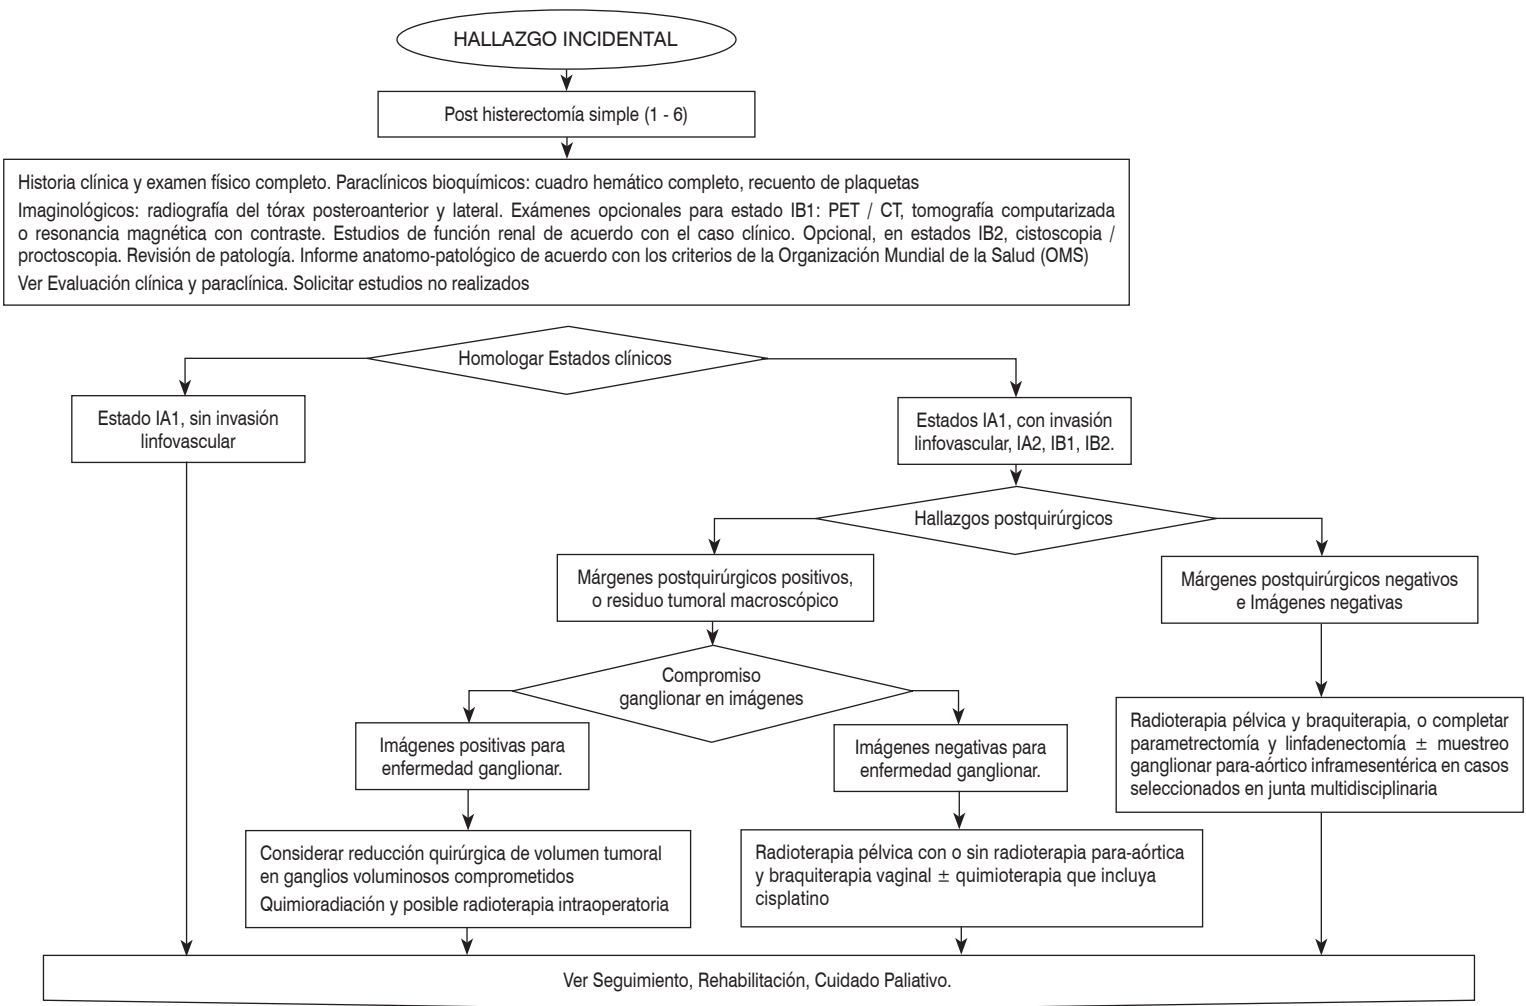 HALLAZGO INCIDENTAL
Post histerectomía simple (1 - 6)
Historia clínica y examen físico completo. Paraclínicos bioquímicos: cuadro hemático completo, recuento de plaquetas
Imaginológicos: radiografía del tórax posteroanterior y lateral. Exámenes opcionales para estado IB1: PET / CT, tomografía computarizada
o resonancia magnética con contraste. Estudios de función renal de acuerdo con el caso clínico. Opcional, en estados IB2, cistoscopia /
proctoscopia. Revisión de patología. Informe anatomo-patológico de acuerdo con los criterios de la Organización Mundial de la Salud (OMS)
Ver Evaluación clínica y paraclínica. Solicitar estudios no realizados
Homologar Estados clínicos
Estado IA1, sin invasión
linfovascular
Estados IA1, con invasión
linfovascular, IA2, IB1, IB2.
Hallazgos postquirúrgicos
Márgenes postquirúrgicos positivos,
o residuo tumoral macroscópico
Márgenes postquirúrgicos negativos
e Imágenes negativas
Compromiso
ganglionar en imágenes
Imágenes positivas para
enfermedad ganglionar.
Imágenes negativas para
enfermedad ganglionar.
Radioterapia pélvica y braquiterapia, o completar
parametrectomía y linfadenectomía ± muestreo
ganglionar para-aórtico inframesentérica en casos
seleccionados en junta multidisciplinaria
Considerar reducción quirúrgica de volumen tumoral
en ganglios voluminosos comprometidos
Quimioradiación y posible radioterapia intraoperatoria
Radioterapia pélvica con o sin radioterapia para-aórtica
y braquiterapia vaginal ± quimioterapia que incluya
cisplatino
Ver Seguimiento, Rehabilitación, Cuidado Paliativo.